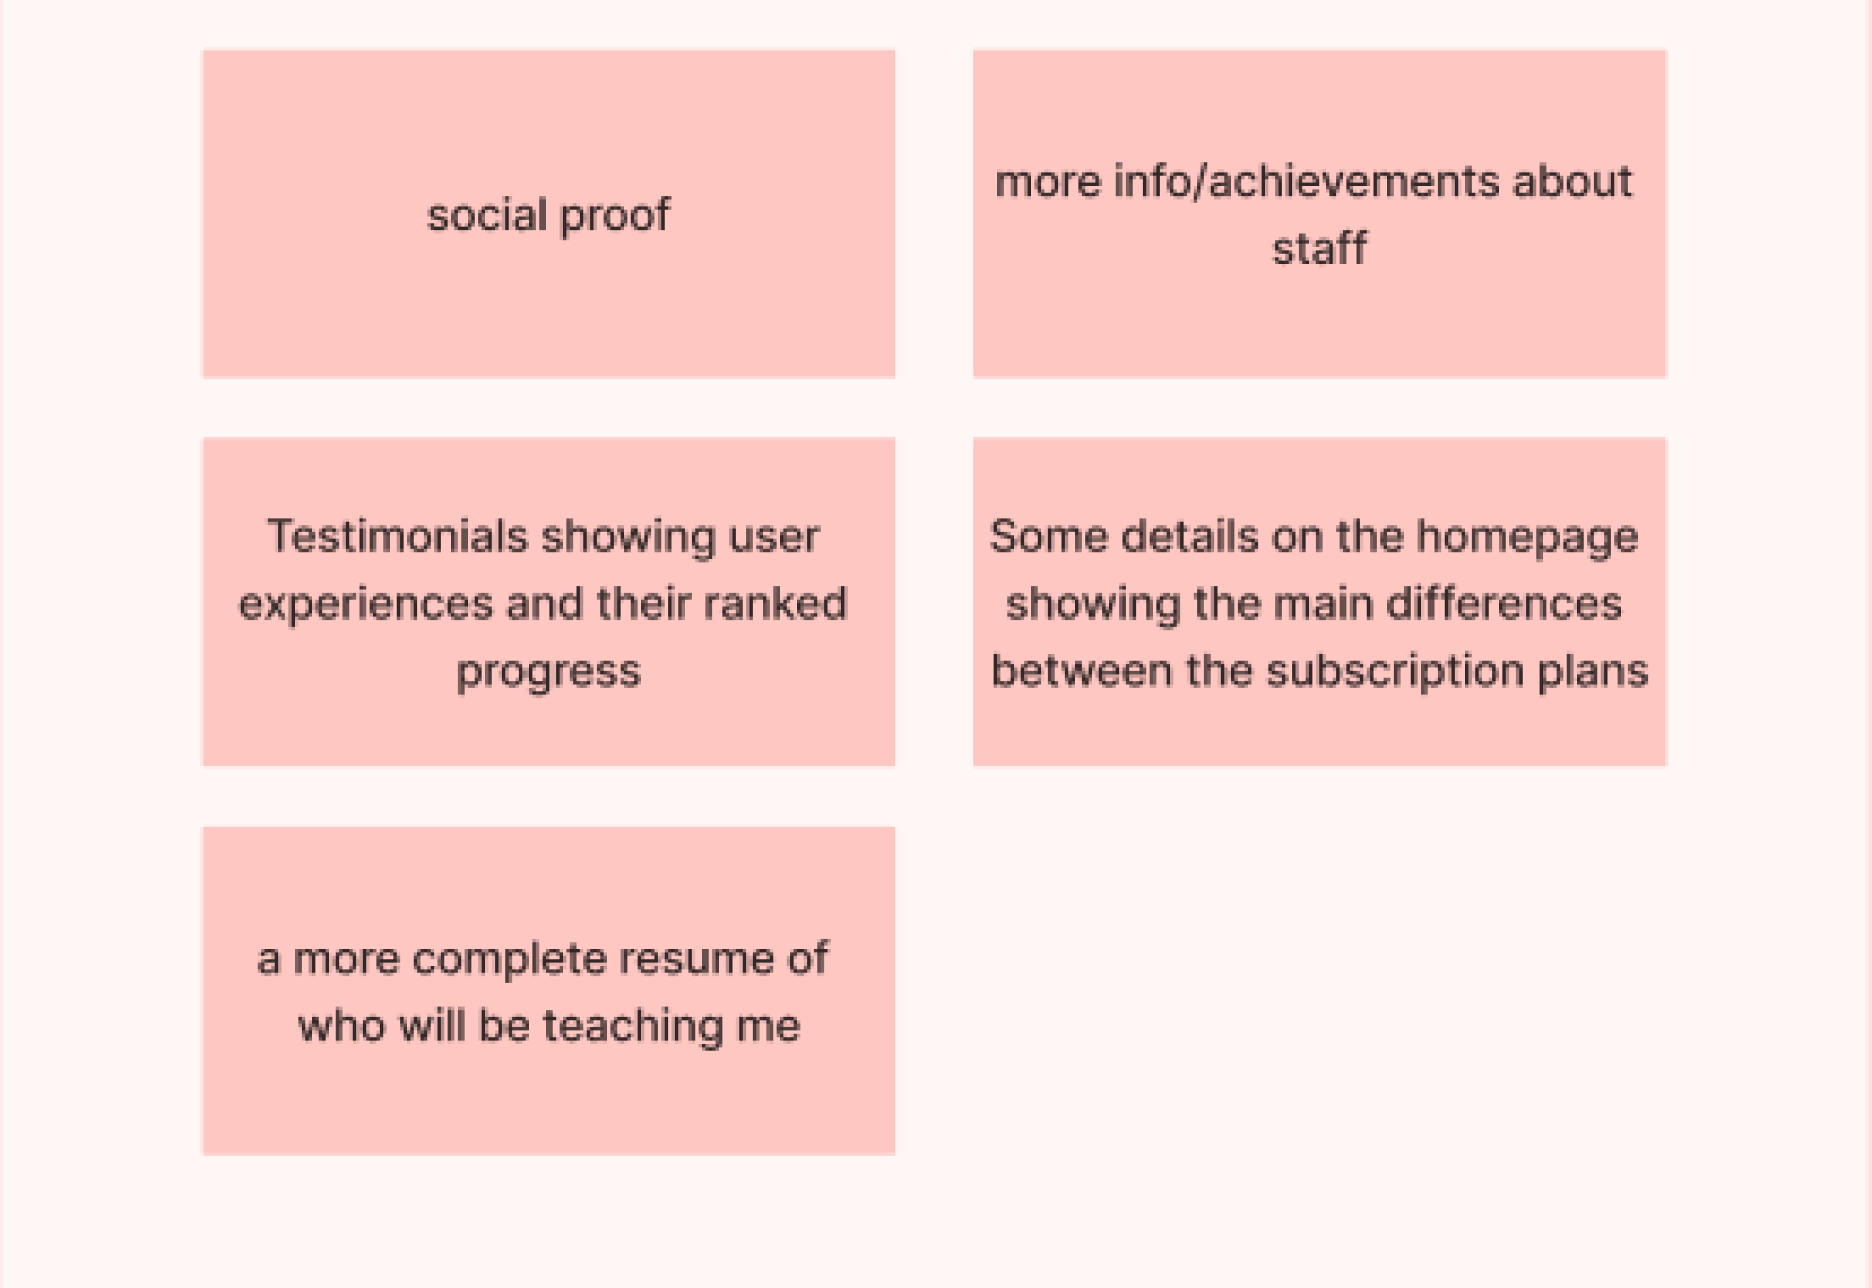 social proof
more info/achievements about
staff
Testimonials showing user
experiences and their ranked
progress
Some details on the homepage
showing the main differences
between the subscription plans
a more complete resume of
who will be teaching me